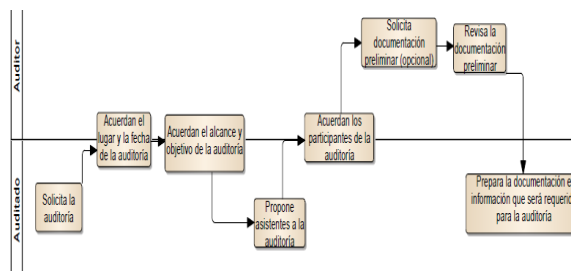 Auditor
Auditado
Solicita la
auditoría
Acuerdan el
lugar y la fecha
de la auditoría
Acuerdan el alcance y
objetivo de la auditoría
Propone
asistentes a la
auditoría
Acuerdan los
participantes de la
auditoría
Solicita
documentación
preliminar (opcional)
Revisa la
documentación
preliminar
Prepara la documentación e
información que será requerid
para la auditoría